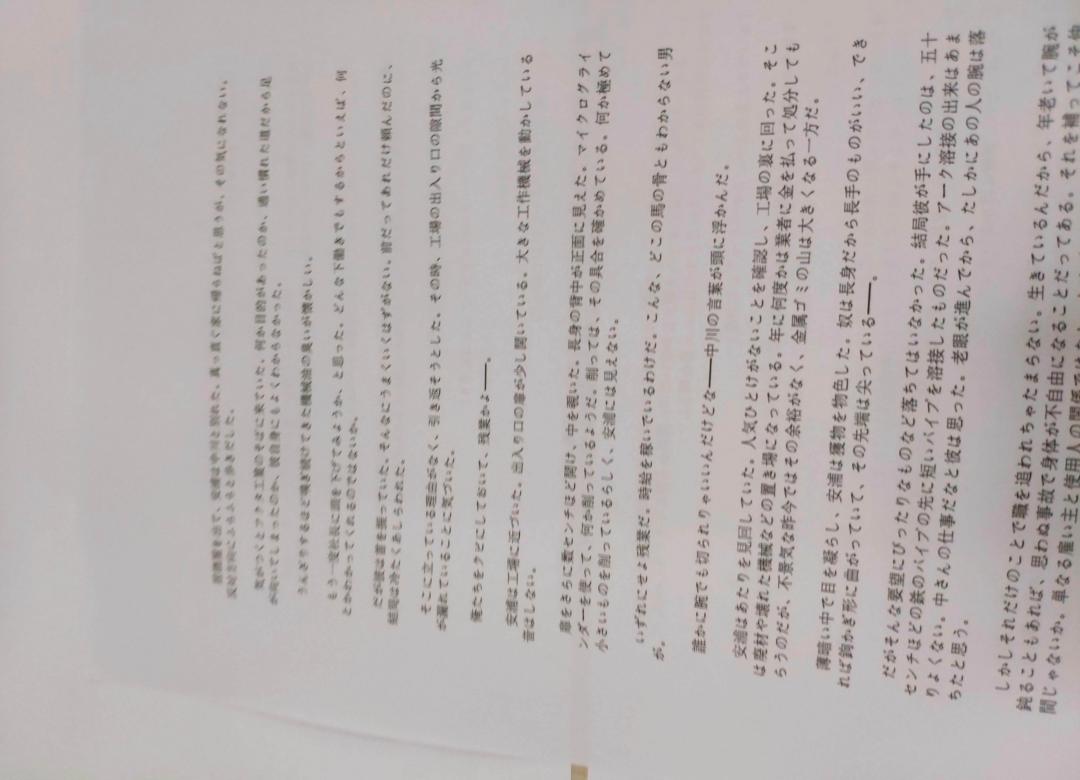 居酒屋を出て、安浦は中川と別れた。真っ直ぐ家に帰らねばと思うが、その気になれない。
反対方向にふらふらと歩きだした。
気がつくとアクタ工業のそばに来ていた。何か目的があったのか、通い慣れた道だから足
が向いてしまったのか、彼自身にもよくわからなかった。
うんざりするほど嗅ぎ続けてきた機械油の臭いが懐かしい。
もう一度社長に頭を下げてみようか、と思った。どんな下働きでもするからといえば、何
とかわかってくれるのではないか。
だが彼は首を振っていた。そんなにうまくいくはずがない。前だってあれだけ頼んだのに、
結局は冷たくあしらわれた。
そこに立っている理由がなく、引き返そうとした。その時、工場の出入り口の隙間から光
が漏れていることに気づいた。
俺たちをクビにしておいて、残業かよ――。
安浦は工場に近づいた。出入り口の扉が少し開いている。大きな工作機械を動かしている
音はしない。
扉をさらに数センチほど開け、中を覗いた。長身の背中が正面に見えた。マイクログライ
ンダーを使って、何か削っているようだ。削っては、その具合を確かめている。何か極めて
小さいものを削っているらしく、安浦には見えない。
いずれにせよ残業だ。時給を稼いでいるわけだ。こんな、どこの馬の骨ともわからない男
が。
誰かに腕でも切られりゃいいんだけどな――中川の言葉が頭に浮かんだ。
安浦はあたりを見回していた。人気ひとけがないことを確認し、工場の裏に回った。そこ
は廃材や壊れた機械などの置き場になっている。年に何度かは業者に金を払って処分しても
らうのだが、不景気な昨今ではその余裕がなく、金属ゴミの山は大きくなる一方だ。
薄暗い中で目を凝らし、安浦は獲物を物色した。奴は長身だから長手のものがいい、でき
れば鉤かぎ形に曲がっていて、その先端は尖っている――。
だがそんな要望にぴったりなものなど落ちてはいなかった。結局彼が手にしたのは、五十
センチほどの鉄のパイプの先に短いパイプを溶接したものだった。アーク溶接の出来はあま
りよくない。中さんの仕事だなと彼は思った。老眼が進んでから、たしかにあの人の腕は落
ちたと思う。
しかしそれだけのことで職を追われちゃたまらない。生きているんだから、年老いて腕が
鈍ることもあれば、思わぬ事故で身体が不自由になることだってある。それを補ってこそ仲
間じゃないか。単なる雇い主と使用人の関係では